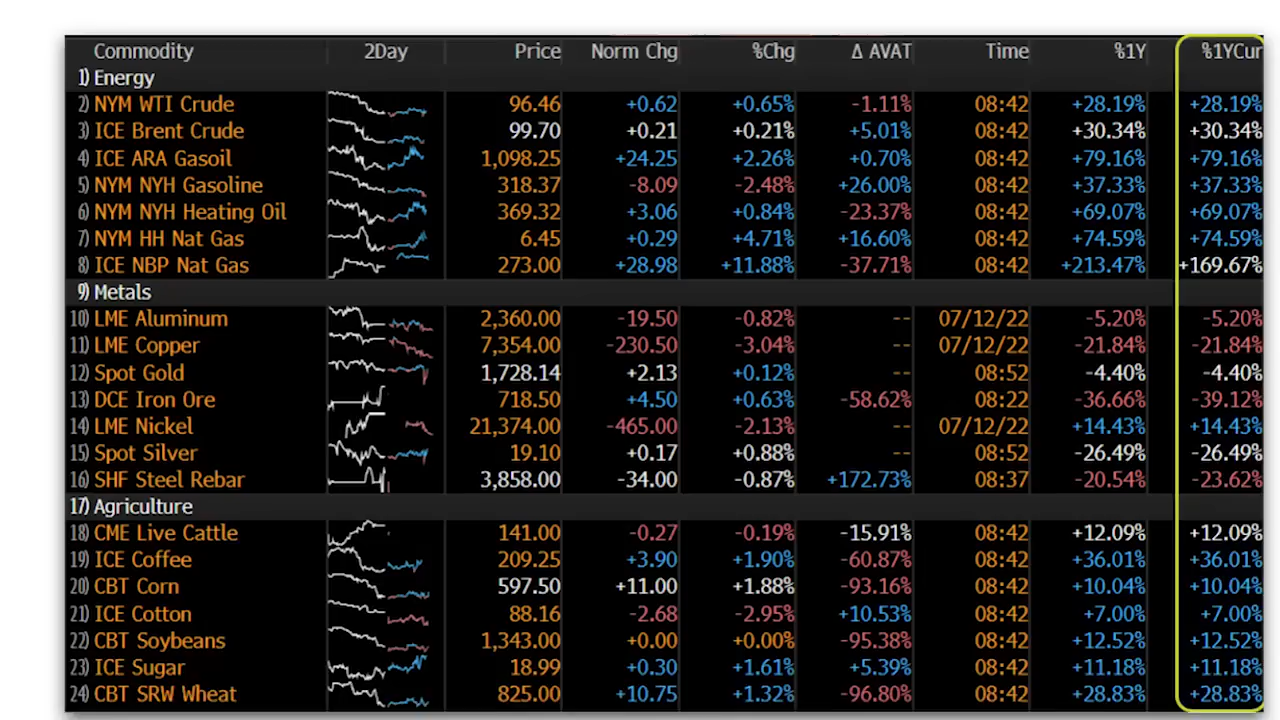 Commodity 2Day Price Norm Chg %Chg Δ AVAT Time %1Y %1YCur
1) Energy
2) NYM WTI Crude 96.46 +0.62 +0.65% -1.11% 08:42 +28.19% +28.19%
3) ICE Brent Crude 99.70 +0.21 +0.21% +5.01% 08:42 +30.34% +30.34%
4) ICE ARA Gasoil 1,098.25 +24.25 +2.26% +0.70% 08:42 +79.16% +79.16%
5) NYM NYH Gasoline 318.37 -8.09 -2.48% +26.00% 08:42 +37.33% +37.33%
6) NYM NYH Heating Oil 369.32 +3.06 +0.84% -23.37% 08:42 +69.07% +69.07%
7) NYM HH Nat Gas 6.45 +0.29 +4.71% +16.60% 08:42 +74.59% +74.59%
8) ICE NBP Nat Gas 273.00 +28.98 +11.88% -37.71% 08:42 +213.47% +169.67%
9) Metals
10) LME Aluminum 2,360.00 -19.50 -0.82% -- 07/12/22 -5.20% -5.20%
11) LME Copper 7,354.00 -230.50 -3.04% -- 07/12/22 -21.84% -21.84%
12) Spot Gold 1,728.14 +2.13 +0.12% -- 08:52 -4.40% -4.40%
13) DCE Iron Ore 718.50 +4.50 +0.63% -58.62% 08:22 -36.66% -39.12%
14) LME Nickel 21,374.00 -465.00 -2.13% -- 07/12/22 +14.43% +14.43%
15) Spot Silver 19.10 +0.17 +0.88% -- 08:52 -26.49% -26.49%
16) SHF Steel Rebar 3,858.00 -34.00 -0.87% +172.73% 08:37 -20.54% -23.62%
17) Agriculture
18) CME Live Cattle 141.00 -0.27 -0.19% -15.91% 08:42 +12.09% +12.09%
19) ICE Coffee 209.25 +3.90 +1.90% -60.87% 08:42 +36.01% +36.01%
20) CBT Corn 597.50 +11.00 +1.88% -93.16% 08:42 +10.04% +10.04%
21) ICE Cotton 88.16 -2.68 -2.95% +10.53% 08:42 +7.00% +7.00%
22) CBT Soybeans 1,343.00 +0.00 +0.00% -95.38% 08:42 +12.52% +12.52%
23) ICE Sugar 18.99 +0.30 +1.61% +5.39% 08:42 +11.18% +11.18%
24) CBT SRW Wheat 825.00 +10.75 +1.32% -96.80% 08:42 +28.83% +28.83%